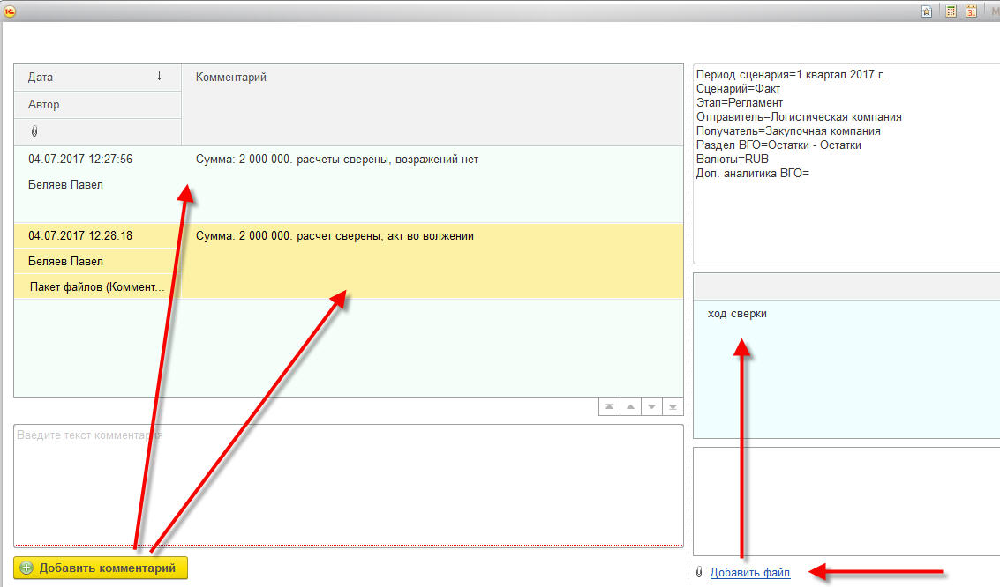 1С
31
М
Дата ↓
Комментарий
Автор
04.07.2017 12:27:56
Сумма: 2 000 000. расчеты сверены, возражений нет
Беляев Павел
04.07.2017 12:28:18
Сумма: 2 000 000. расчет сверены, акт во волжении
Беляев Павел
Пакет файлов (Коммент...
Введите текст комментария
Добавить комментарий
Период сценария=1 квартал 2017 г.
Сценарий=Факт
Этап=Регламент
Отправитель=Логистическая компания
Получатель=Закупочная компания
Раздел ВГО=Остатки - Остатки
Валюты=RUB
Доп. аналитика ВГО=
ход сверки
Добавить файл